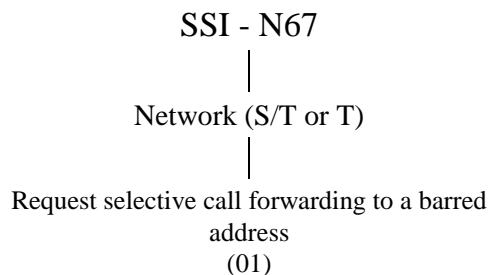 SSI - N67
Network (S/T or T)
Request selective call forwarding to a barred
address
(01)